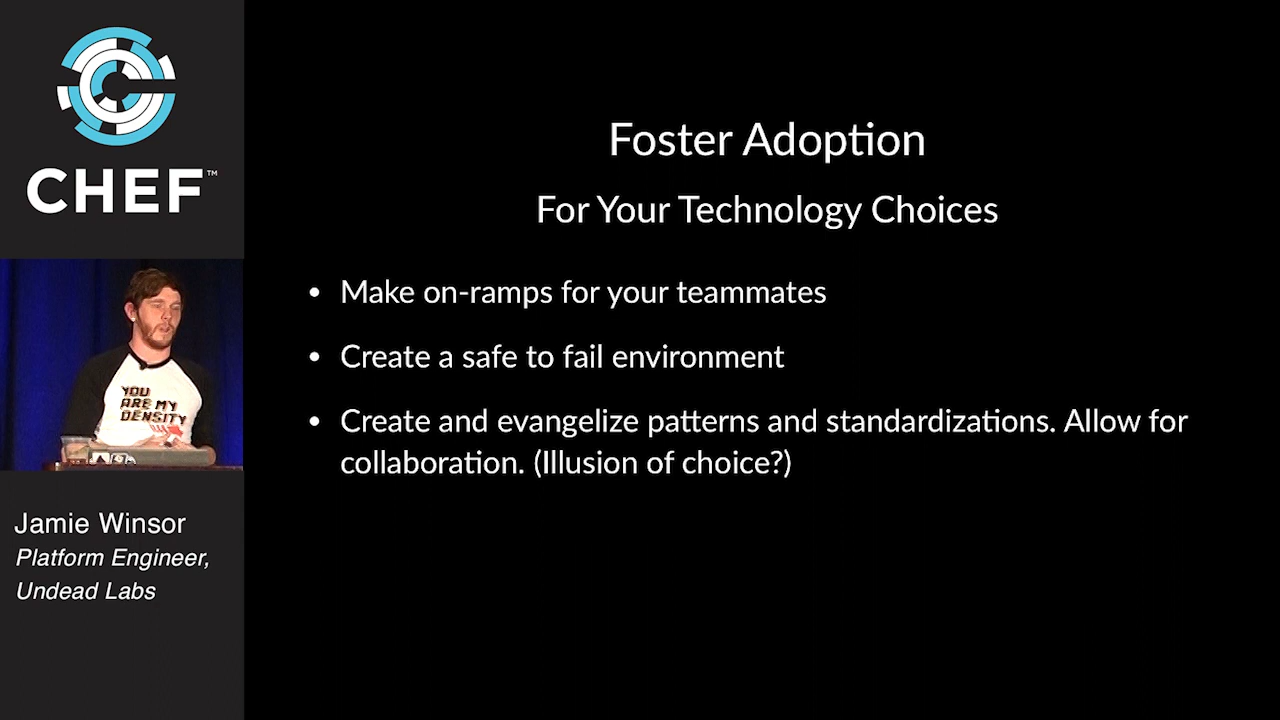 CHEF™
YOU
ARE MY
DENSITY
Jamie Winsor
Platform Engineer,
Undead Labs
Foster Adoption
For Your Technology Choices
• Make on-ramps for your teammates
• Create a safe to fail environment
• Create and evangelize patterns and standardizations. Allow for
collaboration. (Illusion of choice?)